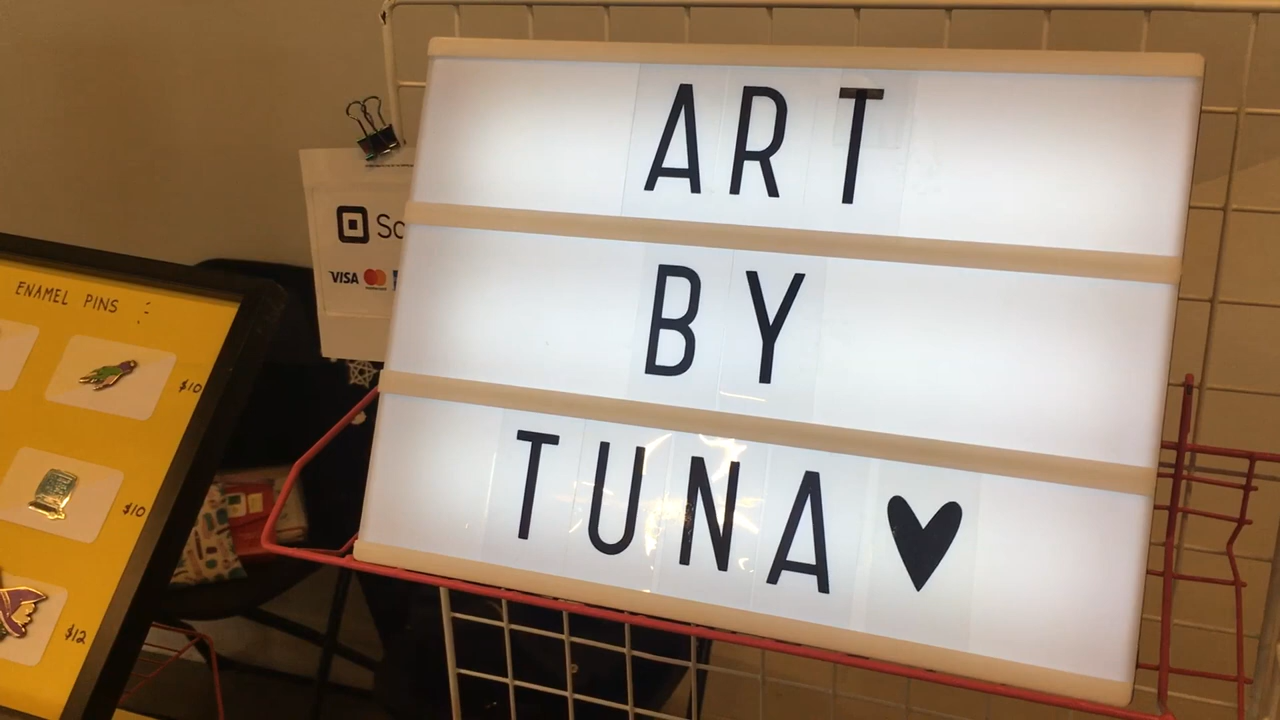 ART
BY
TUNA♥
VISA
ENAMEL PINS
$10
$10
$12